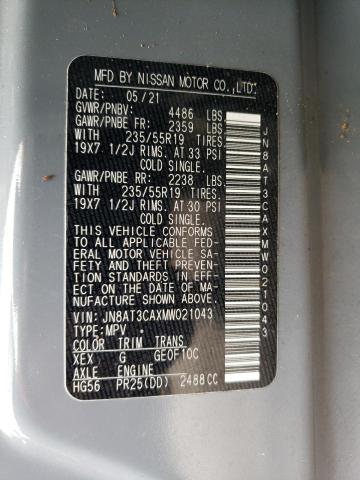 MFD BY NISSAN MOTOR CO.,LTD.
DATE: 05/21
GVWR/PNBV: 4486 LBS
GAWR/PNBE FR: 2359 LBS
WITH 235/55R19 TIRES
19X7 1/2J RIMS. AT 33 PSI
COLD SINGLE.
GAWR/PNBE RR: 2238 LBS
WITH 235/55R19 TIRES
19X7 1/2J RIMS. AT 30 PSI
COLD SINGLE.
THIS VEHICLE CONFORMS
TO ALL APPLICABLE FED-
ERAL MOTOR VEHICLE SA-
FETY AND THEFT PREVEN-
TION STANDARDS IN EFF-
ECT ON THE DATE OF MA-
NUFACTURE SHOWN ABOVE.
VIN: JN8AT3CAXMW021043
TYPE:MPV
COLOR TRIM TRANS
XEX G GE0F10C
AXLE ENGINE
HG56 PR25(DD) 2488CC
JN8AT3CAXMW021043